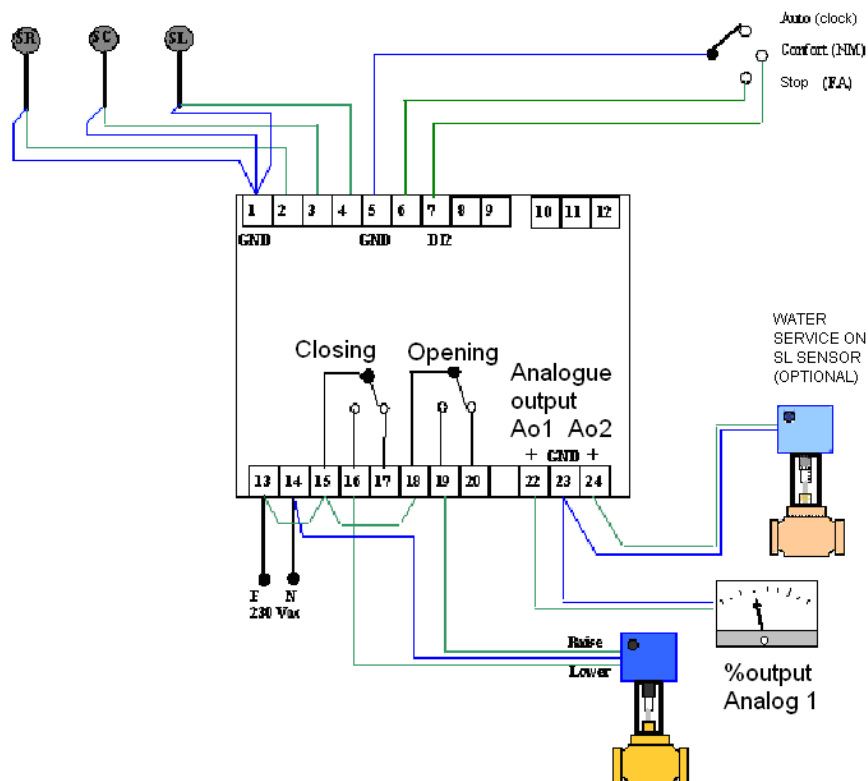 SR SC SL
Auto (clock)
Confort (NM)
Stop (FA)
1 2 3 4 5 6 7 8 9 10 11 12
GND GND DI2
WATER
SERVICE ON
SL SENSOR
(OPTIONAL)
Closing Opening
Analogue
output
Ao1 Ao2
+ GND +
13 14 15 16 17 18 19 20 22 23 24
F N
230 Vac
Raise
Lower
%output
Analog 1